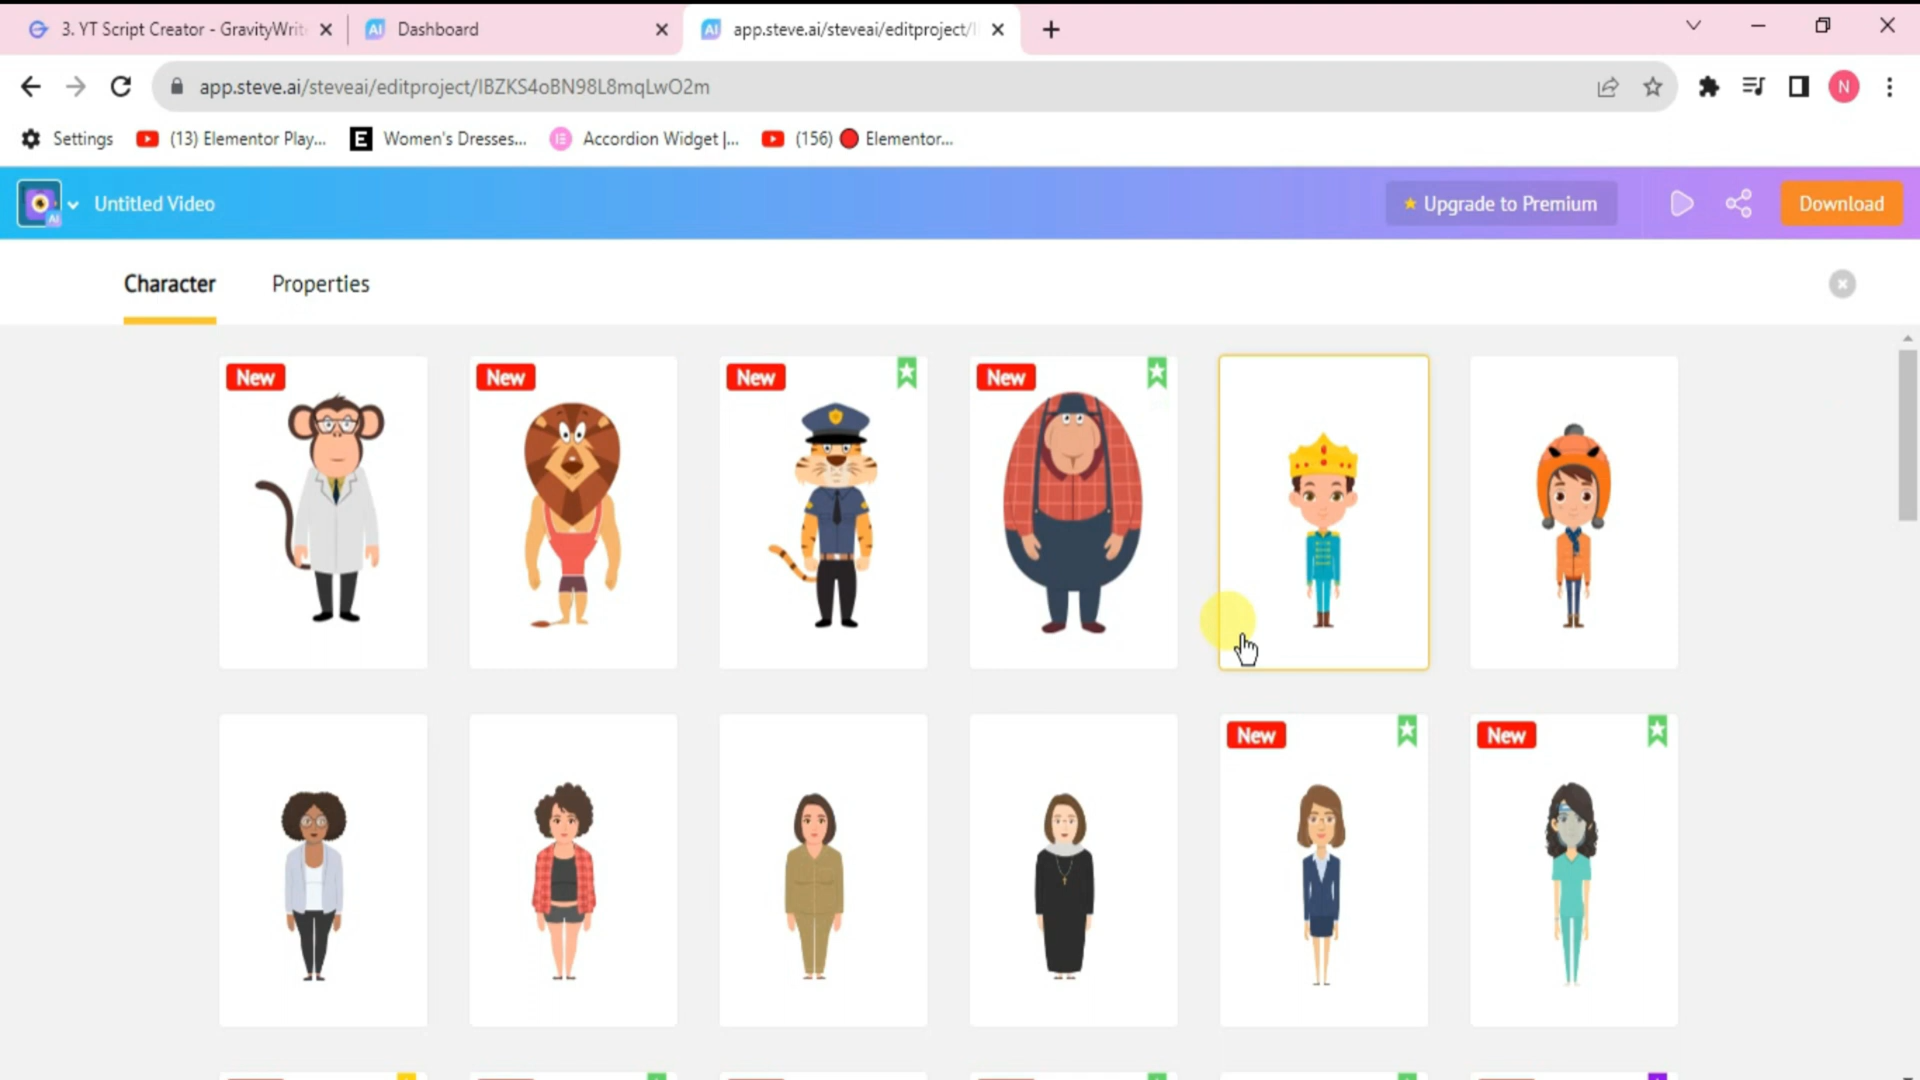 3. YT Script Creator - GravityWrit
Dashboard
app.steve.ai/steveai/editproject/
app.steve.ai/steveai/editproject/IBZKS4oBN98L8mqLwO2m
N
Settings
(13) Elementor Play...
E
Women's Dresses...
Accordion Widget |...
(156)
Elementor...
AI
Untitled Video
Upgrade to Premium
Download
Character
Properties
New
New
New
New
New
New